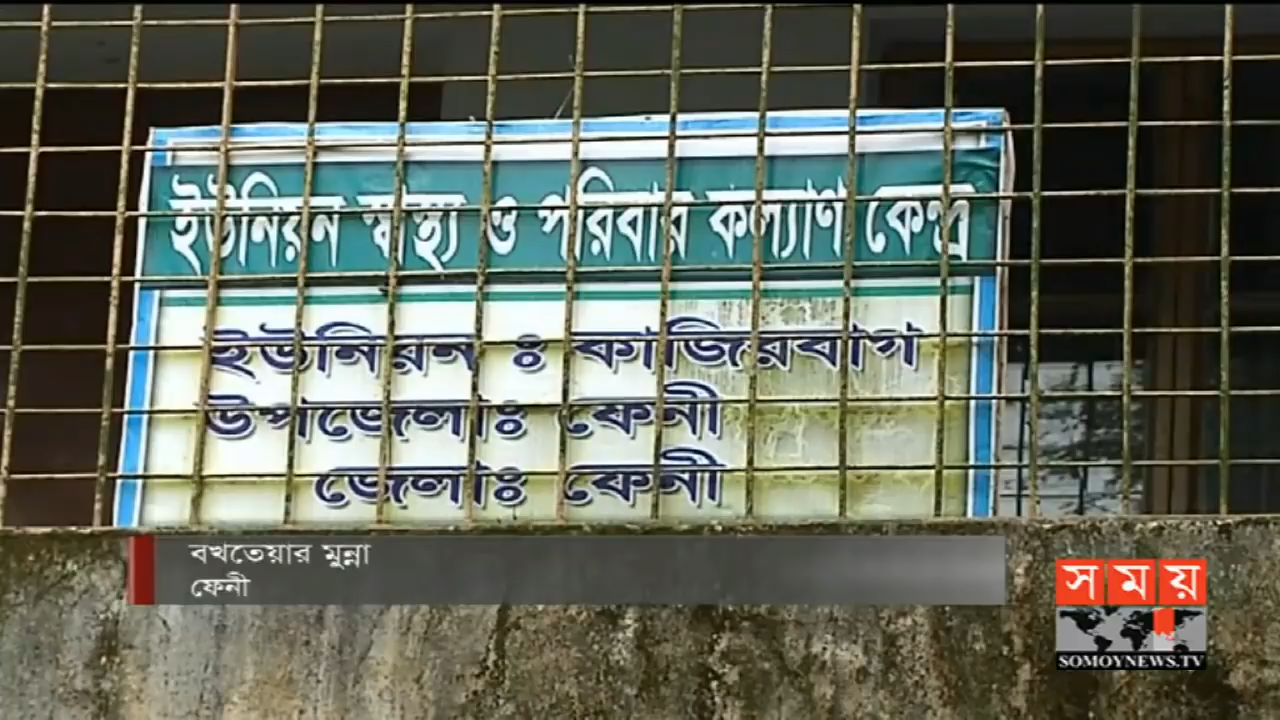 ইউনিয়ন স্বাস্থ্য ও পরিবার কল্যাণ কেন্দ্র
ইউনিয়ন ঃ কাজিরবাগ
উপজেলাঃ ফেনী
জেলাঃ ফেনী
বখতেয়ার মুন্না
ফেনী
সময়
SOMOYNEWS.TV